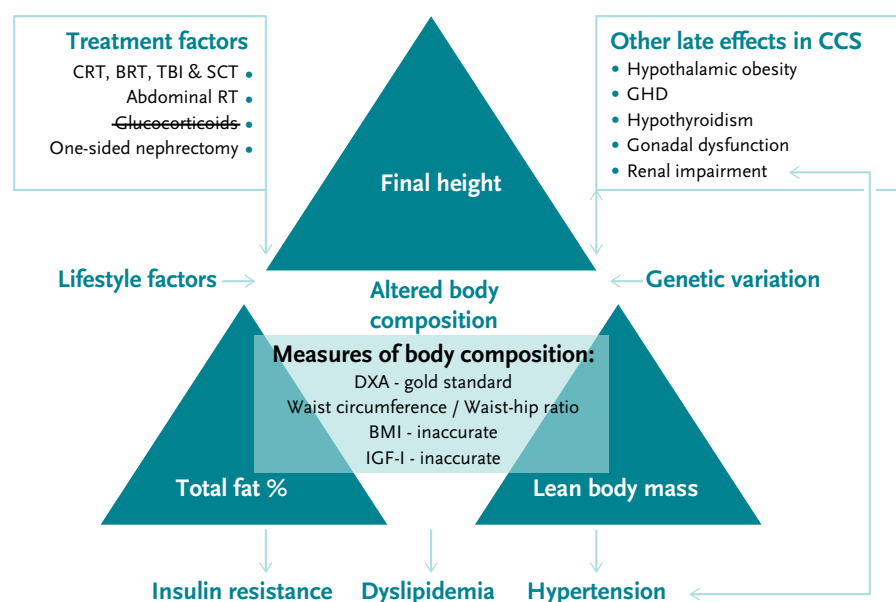 Treatment factors
CRT, BRT, TBI & SCT •
Abdominal RT •
Glucocorticoids •
One-sided nephrectomy •
Other late effects in CCS
• Hypothalamic obesity
• GHD
• Hypothyroidism
• Gonadal dysfunction
• Renal impairment
Final height
Lifestyle factors
Genetic variation
Altered body
composition
Measures of body composition:
DXA - gold standard
Waist circumference / Waist-hip ratio
BMI - inaccurate
IGF-I - inaccurate
Total fat %
Lean body mass
Insulin resistance
Dyslipidemia
Hypertension